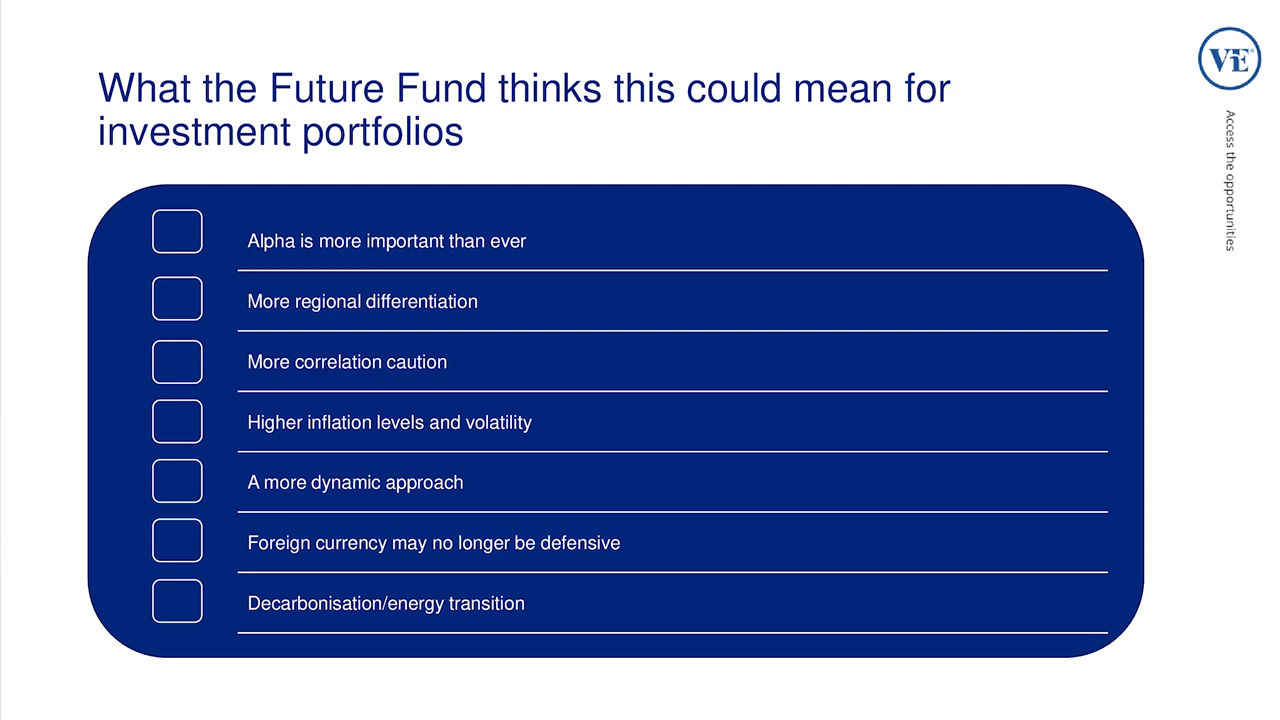 What the Future Fund thinks this could mean for
investment portfolios
Alpha is more important than ever
More regional differentiation
More correlation caution
Higher inflation levels and volatility
A more dynamic approach
Foreign currency may no longer be defensive
Decarbonisation/energy transition
VE
Access the opportunities